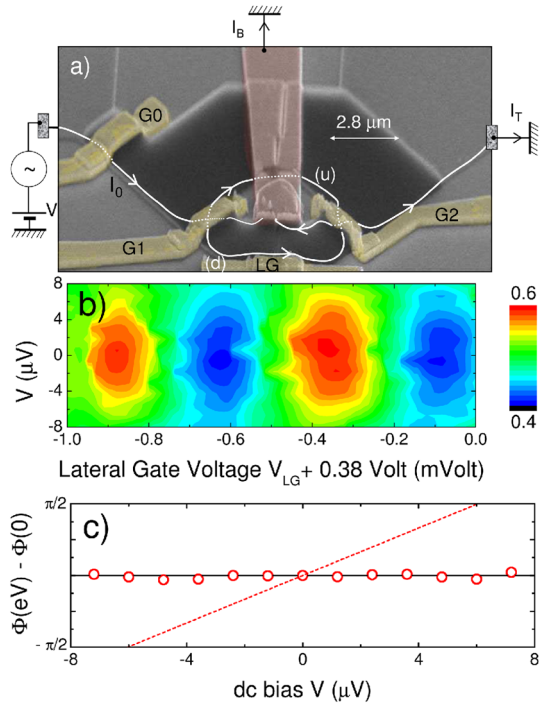 I_B
a)
G0
I_T
2.8 μm
~
I_0
(u)
V
G1
G2
(d)
LG
b)
8
4
0
-4
-8
V (μV)
-1.0 -0.8 -0.6 -0.4 -0.2 0.0
0.6
0.4
Lateral Gate Voltage V_LG+ 0.38 Volt (mVolt)
c)
π/2
-π/2
Φ(eV) - Φ(0)
-8 -4 0 4 8
dc bias V (μV)